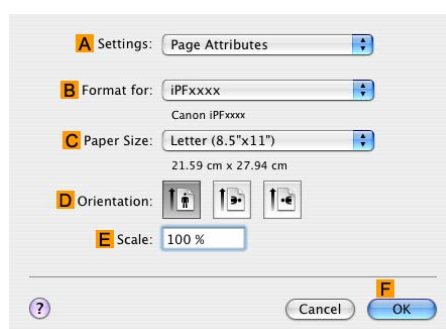 A Settings: Page Attributes
B Format for: iPFxxxx
Canon iPFxxxx
C Paper Size: Letter (8.5"x11")
21.59 cm x 27.94 cm
D Orientation:
E Scale: 100 %
F
? Cancel OK